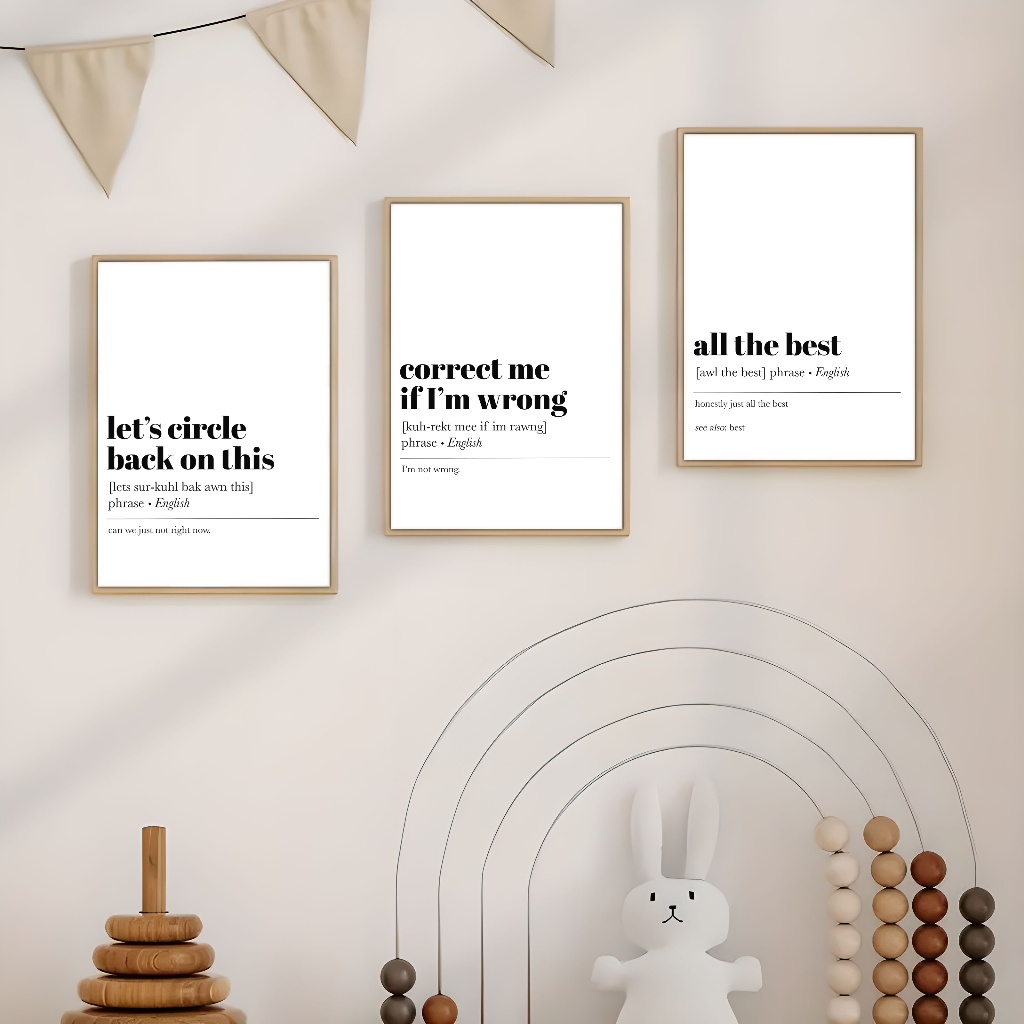 let's circle
back on this
[lets sur-kuhl bak awn this]
phrase • English
can we just not right now.
correct me
if I'm wrong
[kuh-rekt mee if im rawng]
phrase • English
I'm not wrong.
all the best
[awl the best] phrase • English
honestly just all the best
see also: best